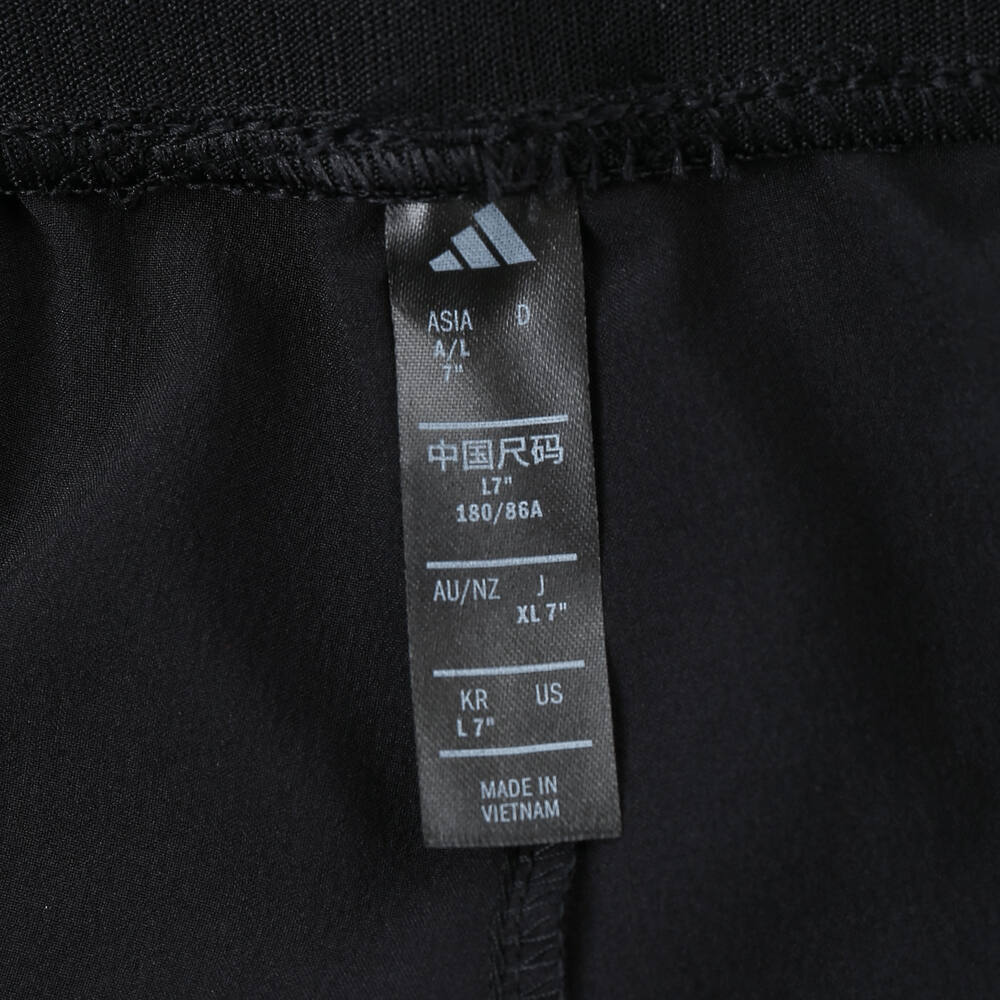 ASIA D
A/L
7"
中国尺码
L7"
180/86A
AU/NZ J
XL 7"
KR US
L 7"
MADE IN
VIETNAM